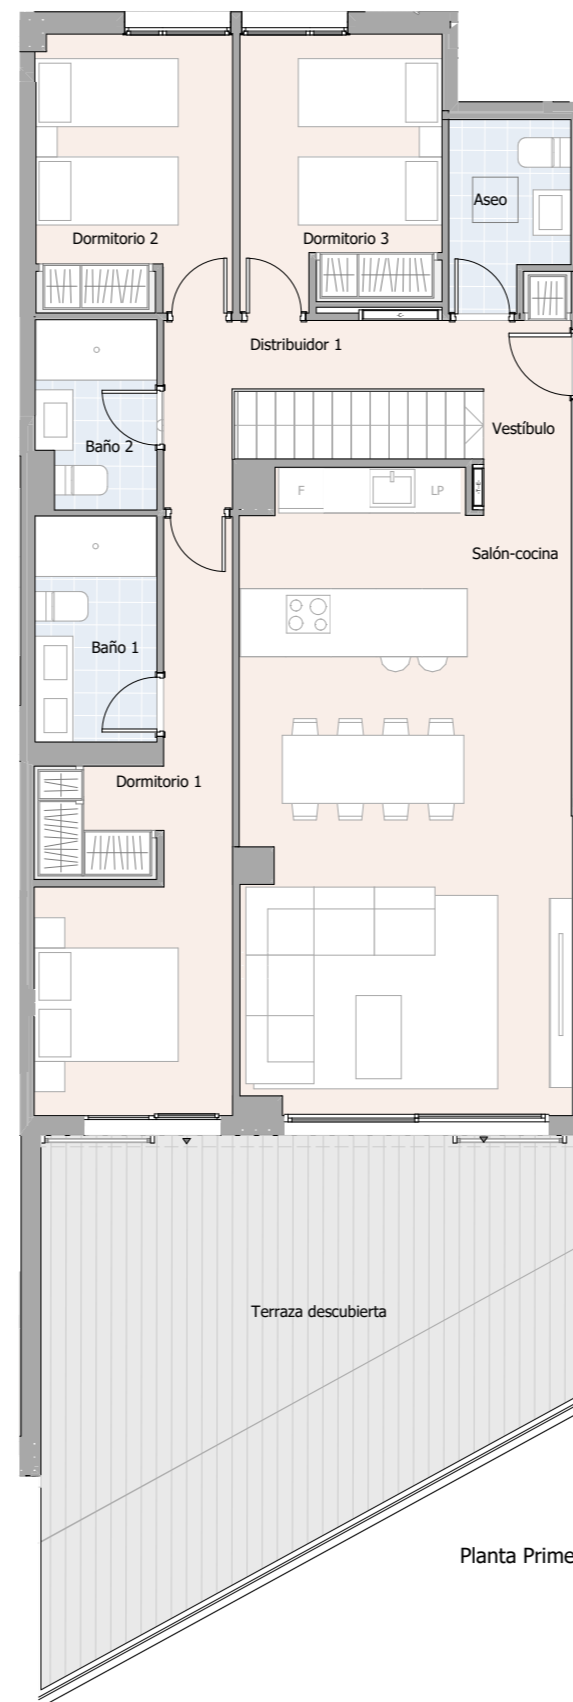 Aseo
Dormitorio 2
Dormitorio 3
Distribuidor 1
Vestíbulo
Baño 2
F
LP
Salón-cocina
Baño 1
Dormitorio 1
Terraza descubierta
Planta Prime